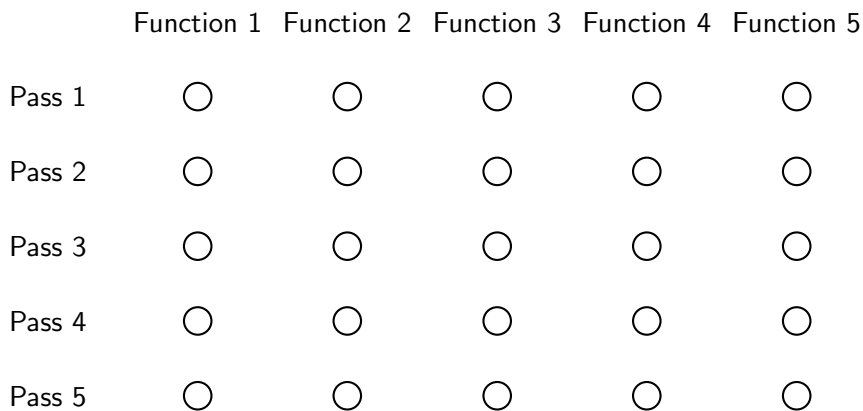 Function 1 Function 2 Function 3 Function 4 Function 5
Pass 1
Pass 2
Pass 3
Pass 4
Pass 5